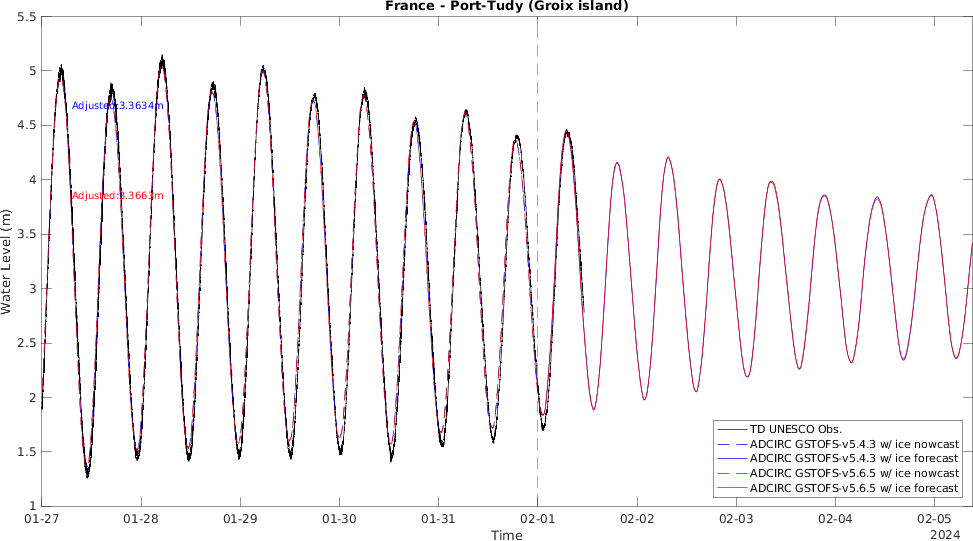 France - Port-Tudy (Groix island)
5.5
5
4.5
4
3.5
3
2.5
2
1.5
1
Water Level (m)
Adjusted:3.3634m
Adjusted:3.3663m
TD UNESCO Obs.
ADCIRC GSTOFS-v5.4.3 w/ ice nowcast
ADCIRC GSTOFS-v5.4.3 w/ ice forecast
ADCIRC GSTOFS-v5.6.5 w/ ice nowcast
ADCIRC GSTOFS-v5.6.5 w/ ice forecast
01-27 01-28 01-29 01-30 01-31 02-01 02-02 02-03 02-04 02-05
Time
2024